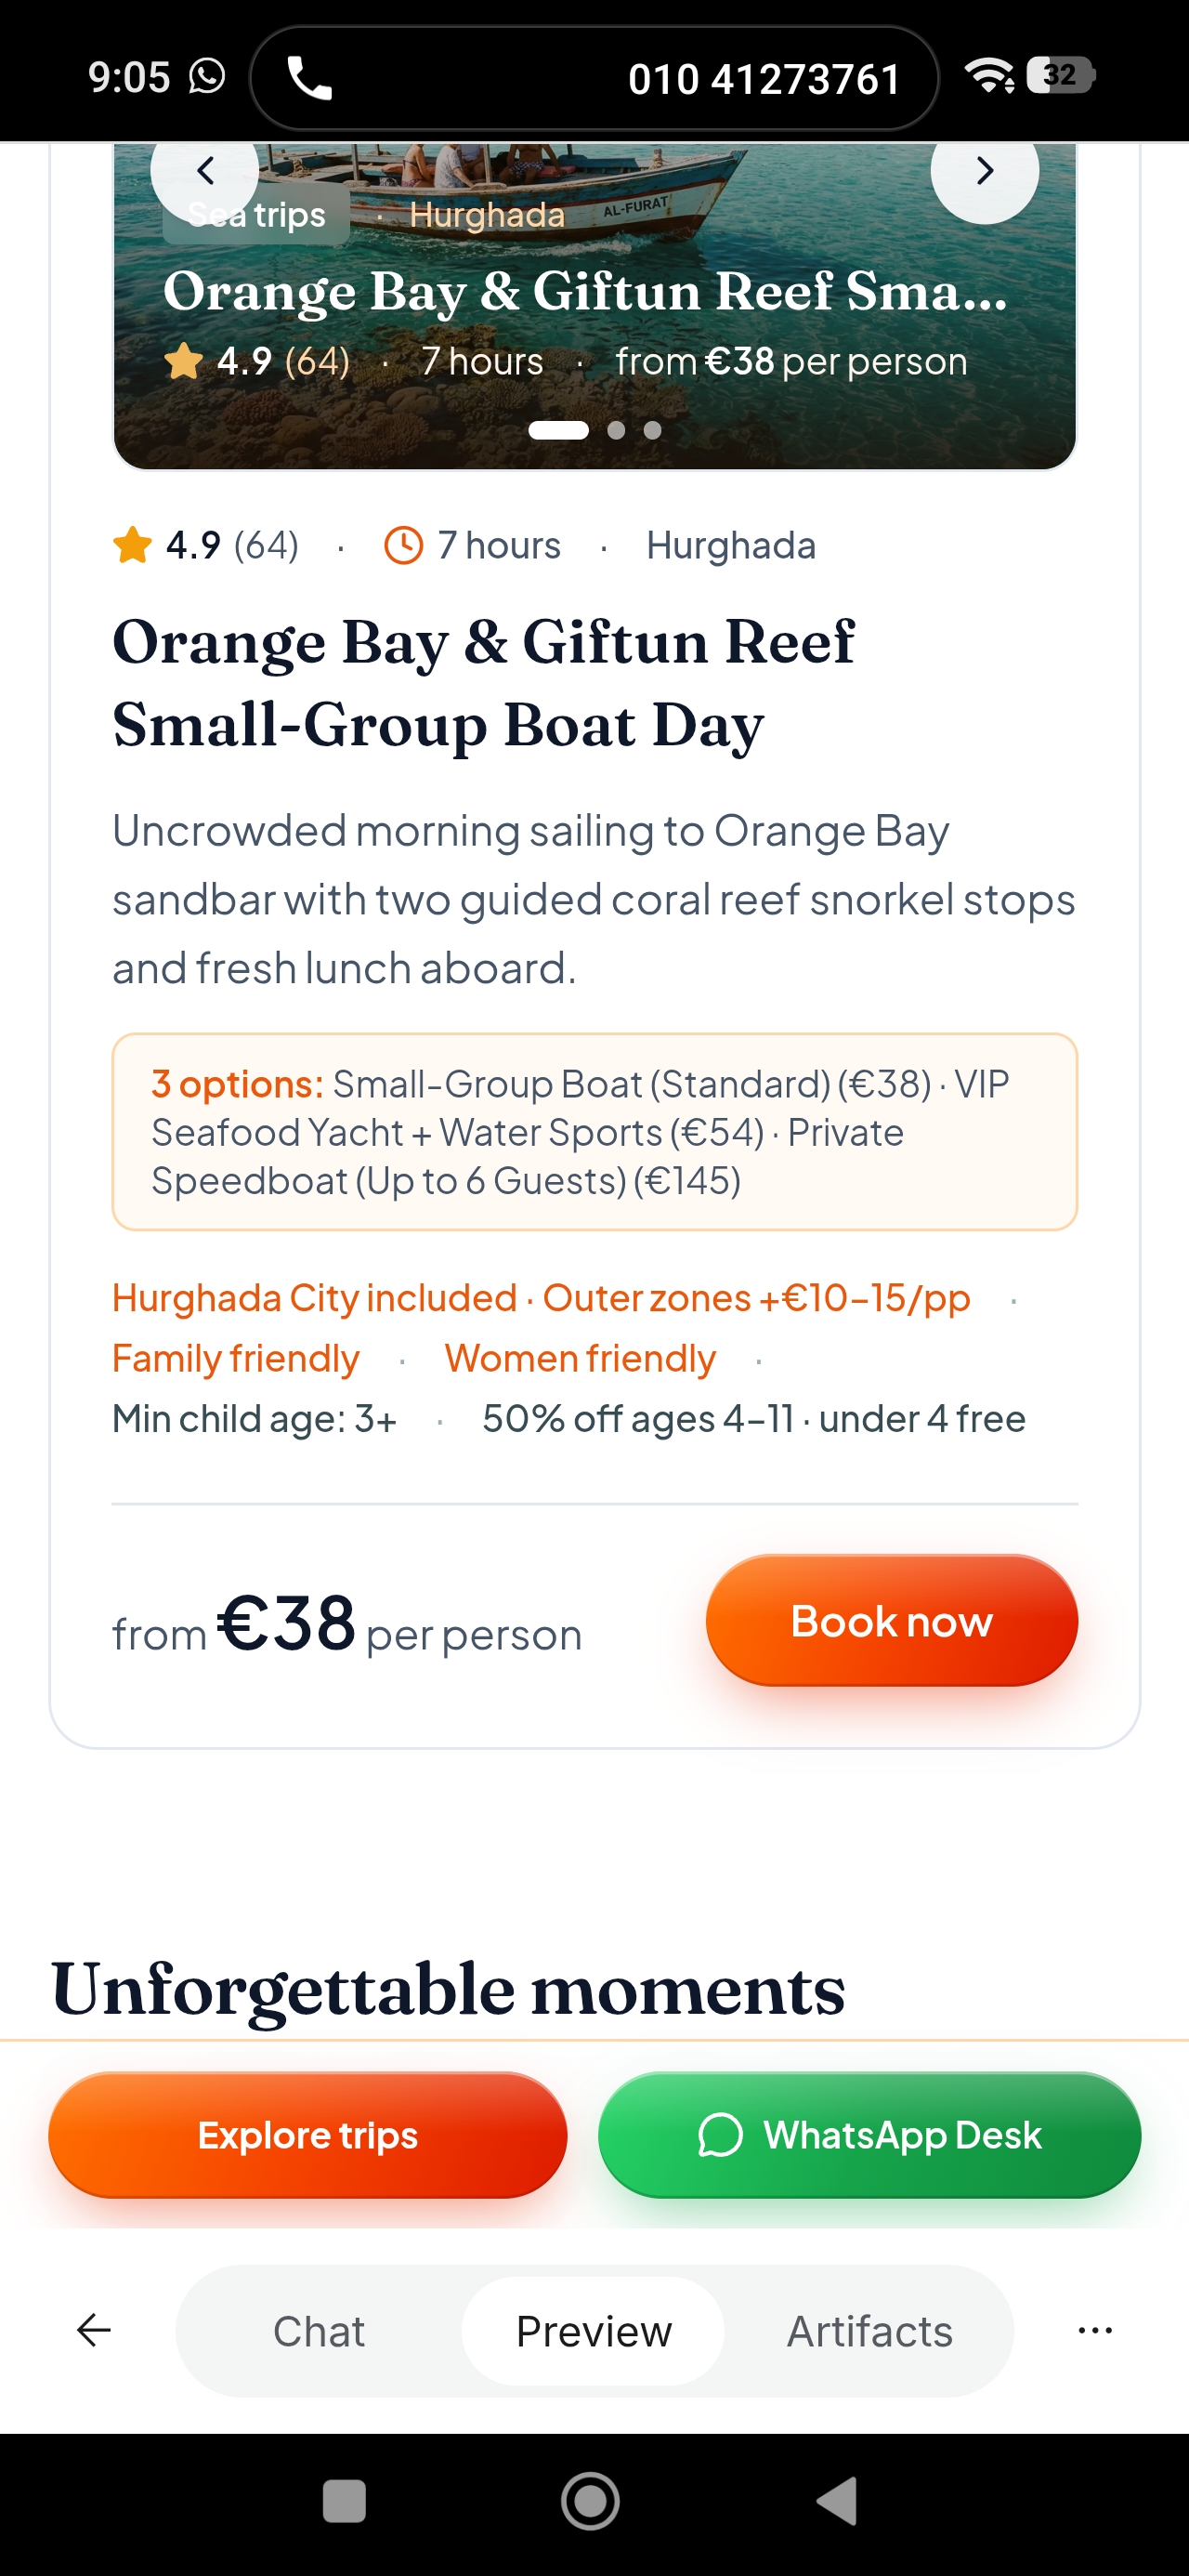 9:05
010 41273761
32
AL-FURAT
Sea trips · Hurghada
Orange Bay & Giftun Reef Sma...
4.9 (64) · 7 hours · from €38 per person
4.9 (64) · 7 hours · Hurghada
Orange Bay & Giftun Reef
Small-Group Boat Day
Uncrowded morning sailing to Orange Bay
sandbar with two guided coral reef snorkel stops
and fresh lunch aboard.
3 options: Small-Group Boat (Standard) (€38) · VIP
Seafood Yacht + Water Sports (€54) · Private
Speedboat (Up to 6 Guests) (€145)
Hurghada City included · Outer zones +€10–15/pp ·
Family friendly · Women friendly ·
Min child age: 3+ · 50% off ages 4–11 · under 4 free
from €38 per person
Book now
Unforgettable moments
Explore trips
WhatsApp Desk
Chat
Preview
Artifacts